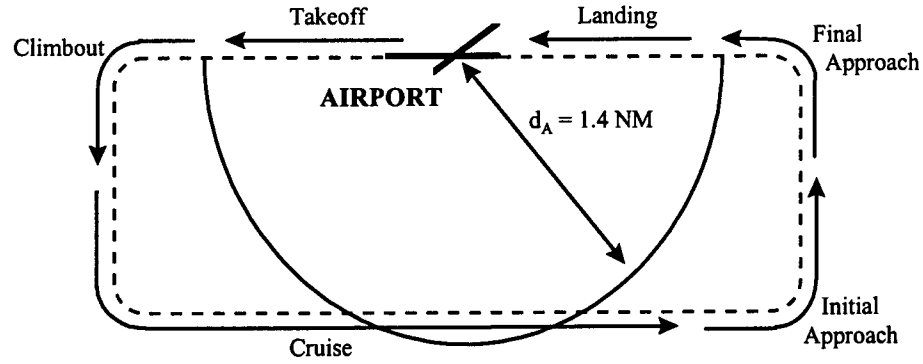 Takeoff
Landing
Climbout
Final
Approach
AIRPORT
d_A = 1.4 NM
Initial
Approach
Cruise